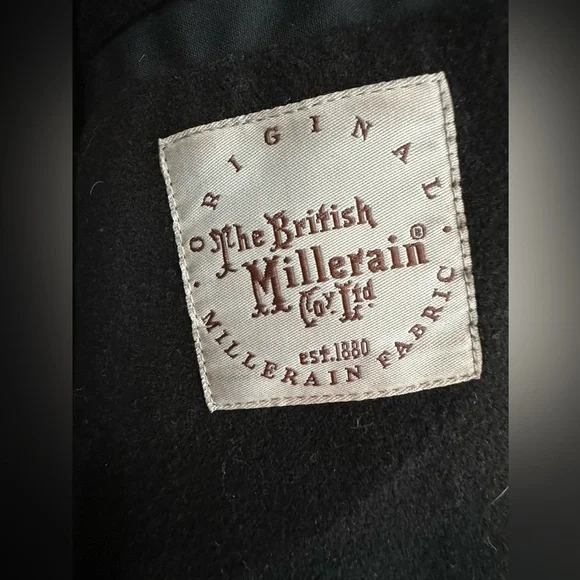 · ORIGINAL ·
The British
Millerain®
Coy. Ltd
est.1880
MILLERAIN FABRIC